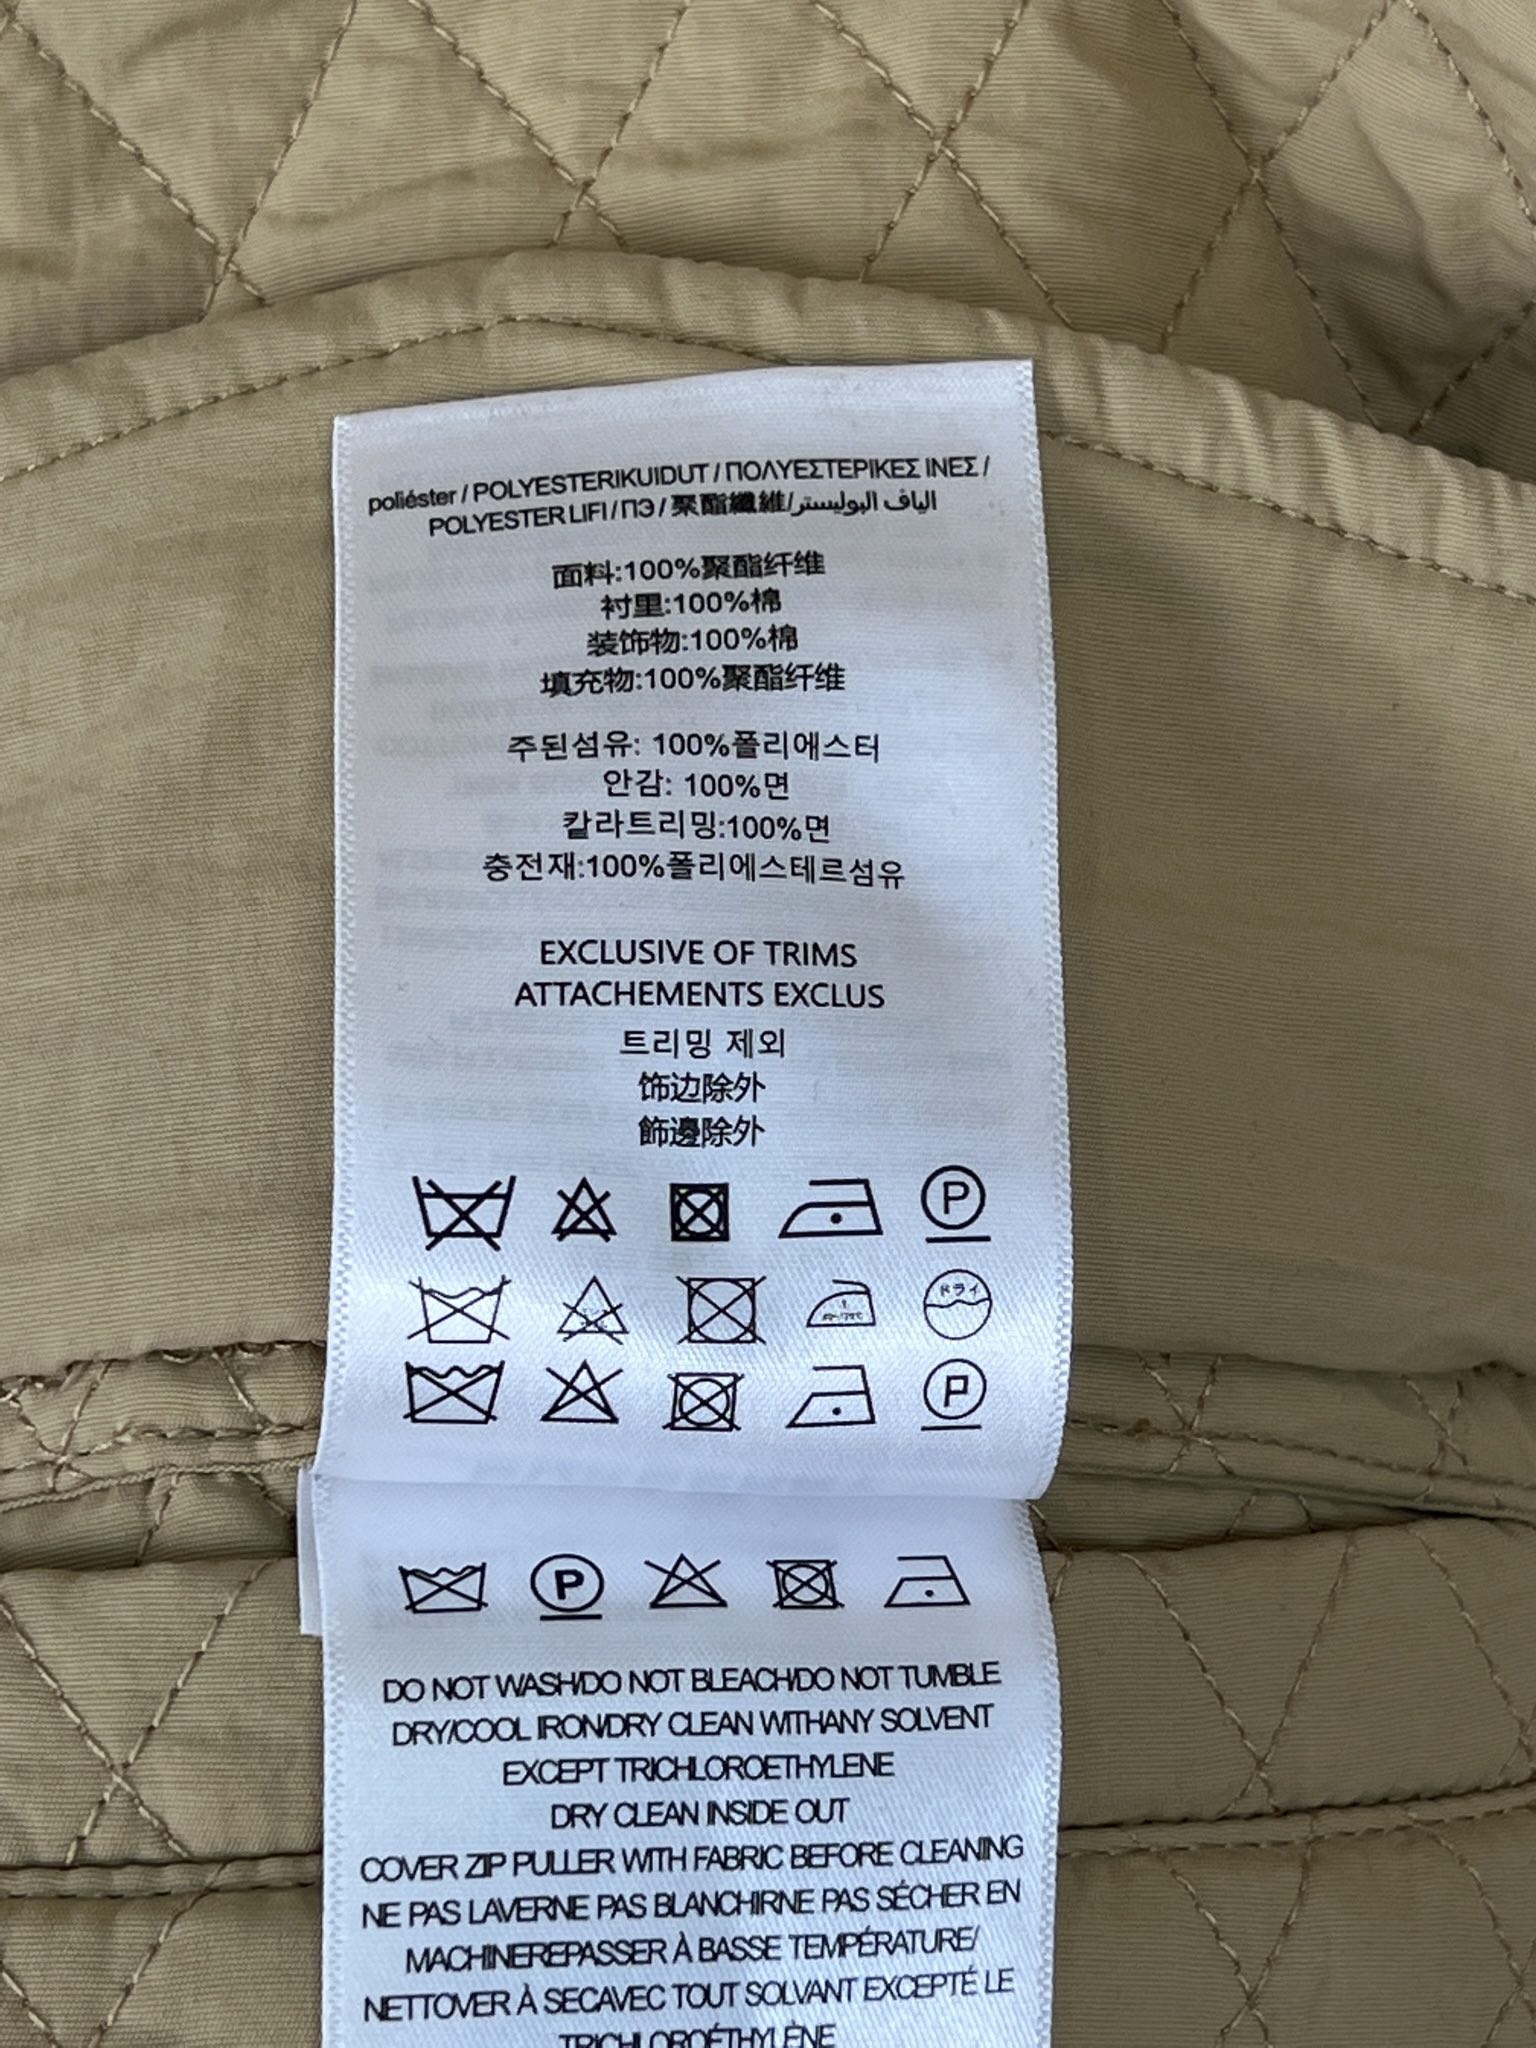 poliéster / POLYESTERIKUIDUT / ΠΟΛΥΕΣΤΕΡΙΚΕΣ ΙΝΕΣ /
POLYESTER LIFI / ПЭ / 聚酯纖維/الياف البوليستر
面料:100%聚酯纤维
衬里:100%棉
装饰物:100%棉
填充物:100%聚酯纤维
주된섬유: 100%폴리에스터
안감: 100%면
칼라트리밍:100%면
충전재:100%폴리에스테르섬유
EXCLUSIVE OF TRIMS
ATTACHEMENTS EXCLUS
트리밍 제외
饰边除外
飾邊除外
P
ドライ
P
P
DO NOT WASH/DO NOT BLEACH/DO NOT TUMBLE
DRY/COOL IRON/DRY CLEAN WITHANY SOLVENT
EXCEPT TRICHLOROETHYLENE
DRY CLEAN INSIDE OUT
COVER ZIP PULLER WITH FABRIC BEFORE CLEANING
NE PAS LAVERNE PAS BLANCHIRNE PAS SÉCHER EN
MACHINEREPASSER À BASSE TEMPÉRATURE/
NETTOVER À SECAVEC TOUT SOLVANT EXCEPTÉ LE
TRICHLOROÉTHYLÈNE